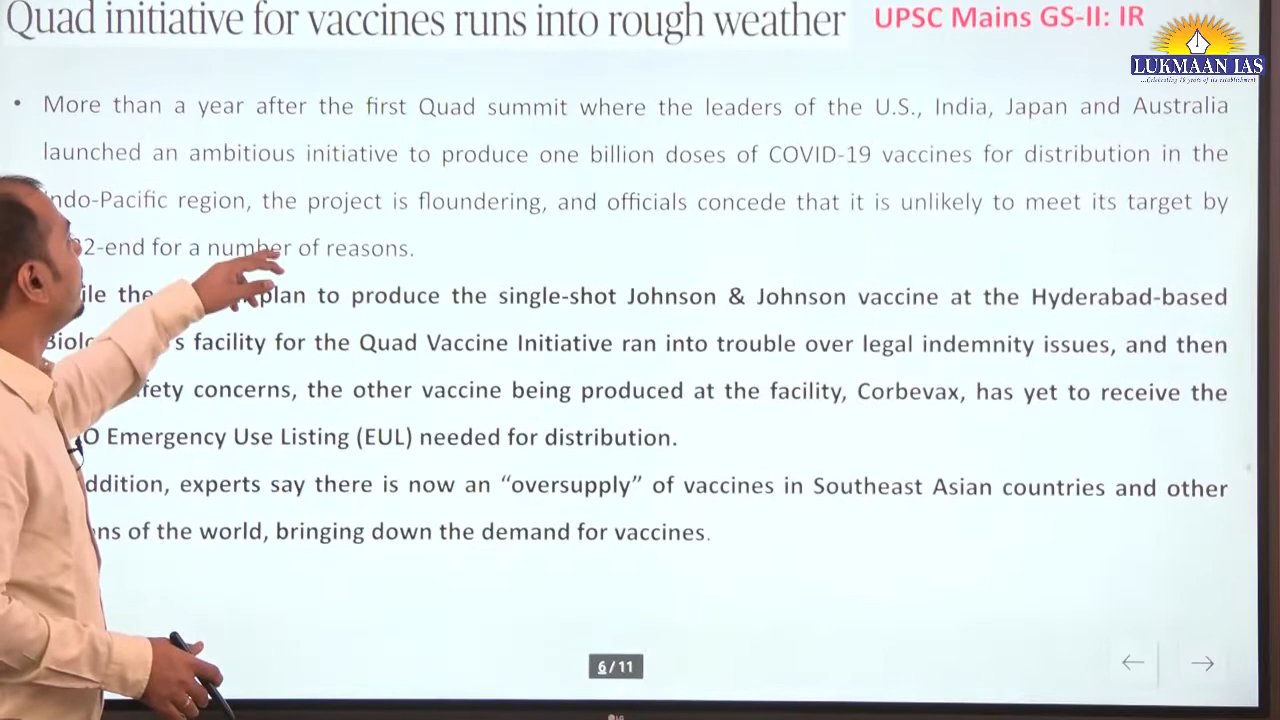 Quad initiative for vaccines runs into rough weather
UPSC Mains GS-II: IR
LUKMAAN IAS
...Celebrating 18 years of its establishment
• More than a year after the first Quad summit where the leaders of the U.S., India, Japan and Australia
launched an ambitious initiative to produce one billion doses of COVID-19 vaccines for distribution in the
ndo-Pacific region, the project is floundering, and officials concede that it is unlikely to meet its target by
2-end for a number of reasons.
ile the plan to produce the single-shot Johnson & Johnson vaccine at the Hyderabad-based
Biol s facility for the Quad Vaccine Initiative ran into trouble over legal indemnity issues, and then
fety concerns, the other vaccine being produced at the facility, Corbevax, has yet to receive the
O Emergency Use Listing (EUL) needed for distribution.
ddition, experts say there is now an “oversupply” of vaccines in Southeast Asian countries and other
ns of the world, bringing down the demand for vaccines.
6/11
LG